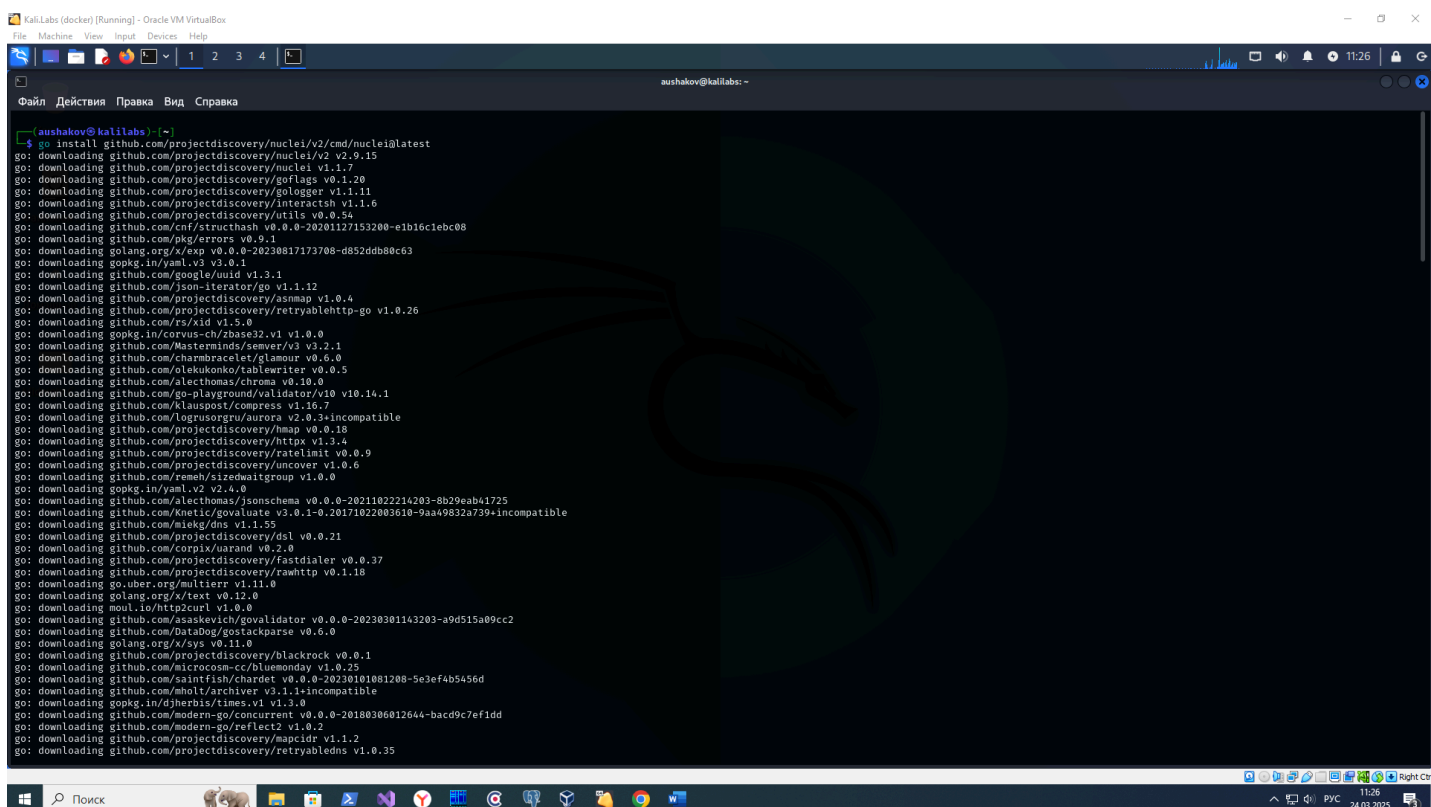 Kali.Labs (docker) [Running] - Oracle VM VirtualBox
File Machine View Input Devices Help
1 2 3 4
11:26
aushakov@kalilabs: ~
Файл Действия Правка Вид Справка
┌──(aushakov㉿kalilabs)-[~]
└─$ go install github.com/projectdiscovery/nuclei/v2/cmd/nuclei@latest
go: downloading github.com/projectdiscovery/nuclei/v2 v2.9.15
go: downloading github.com/projectdiscovery/nuclei v1.1.7
go: downloading github.com/projectdiscovery/goflags v0.1.20
go: downloading github.com/projectdiscovery/gologger v1.1.11
go: downloading github.com/projectdiscovery/interactsh v1.1.6
go: downloading github.com/projectdiscovery/utils v0.0.54
go: downloading github.com/cnf/structhash v0.0.0-20201127153200-e1b16c1ebc08
go: downloading github.com/pkg/errors v0.9.1
go: downloading golang.org/x/exp v0.0.0-20230817173708-d852ddb80c63
go: downloading gopkg.in/yaml.v3 v3.0.1
go: downloading github.com/google/uuid v1.3.1
go: downloading github.com/json-iterator/go v1.1.12
go: downloading github.com/projectdiscovery/asnmap v1.0.4
go: downloading github.com/projectdiscovery/retryablehttp-go v1.0.26
go: downloading github.com/rs/xid v1.5.0
go: downloading gopkg.in/corvus-ch/zbase32.v1 v1.0.0
go: downloading github.com/Masterminds/semver/v3 v3.2.1
go: downloading github.com/charmbracelet/glamour v0.6.0
go: downloading github.com/olekukonko/tablewriter v0.0.5
go: downloading github.com/alecthomas/chroma v0.10.0
go: downloading github.com/go-playground/validator/v10 v10.14.1
go: downloading github.com/klauspost/compress v1.16.7
go: downloading github.com/logrusorgru/aurora v2.0.3+incompatible
go: downloading github.com/projectdiscovery/hmap v0.0.18
go: downloading github.com/projectdiscovery/httpx v1.3.4
go: downloading github.com/projectdiscovery/ratelimit v0.0.9
go: downloading github.com/projectdiscovery/uncover v1.0.6
go: downloading github.com/remeh/sizedwaitgroup v1.0.0
go: downloading gopkg.in/yaml.v2 v2.4.0
go: downloading github.com/alecthomas/jsonschema v0.0.0-20211022214203-8b29eab41725
go: downloading github.com/Knetic/govaluate v3.0.1-0.20171022003610-9aa49832a739+incompatible
go: downloading github.com/miekg/dns v1.1.55
go: downloading github.com/projectdiscovery/dsl v0.0.21
go: downloading github.com/corpix/uarand v0.2.0
go: downloading github.com/projectdiscovery/fastdialer v0.0.37
go: downloading github.com/projectdiscovery/rawhttp v0.1.18
go: downloading go.uber.org/multierr v1.11.0
go: downloading golang.org/x/text v0.12.0
go: downloading moul.io/http2curl v1.0.0
go: downloading github.com/asaskevich/govalidator v0.0.0-20230301143203-a9d515a09cc2
go: downloading github.com/DataDog/gostackparse v0.6.0
go: downloading golang.org/x/sys v0.11.0
go: downloading github.com/projectdiscovery/blackrock v0.0.1
go: downloading github.com/microcosm-cc/bluemonday v1.0.25
go: downloading github.com/saintfish/chardet v0.0.0-20230101081208-5e3ef4b5456d
go: downloading github.com/mholt/archiver v3.1.1+incompatible
go: downloading gopkg.in/djherbis/times.v1 v1.3.0
go: downloading github.com/modern-go/concurrent v0.0.0-20180306012644-bacd9c7ef1dd
go: downloading github.com/modern-go/reflect2 v1.0.2
go: downloading github.com/projectdiscovery/mapcidr v1.1.2
go: downloading github.com/projectdiscovery/retryabledns v1.0.35
Right Ctr
Поиск
РУС
11:26
24.03.2025
3